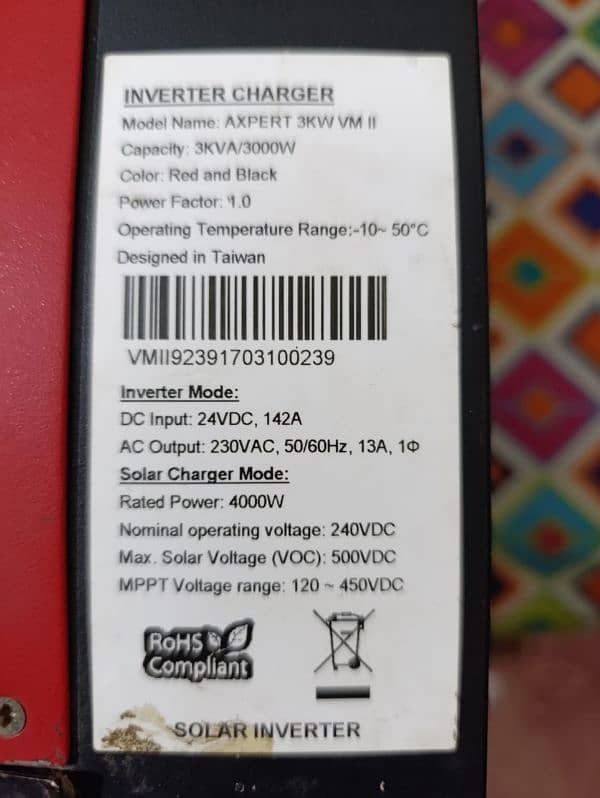 INVERTER CHARGER
Model Name: AXPERT 3KW VM II
Capacity: 3KVA/3000W
Color: Red and Black
Power Factor: 1.0
Operating Temperature Range:-10~ 50°C
Designed in Taiwan
VMII92391703100239
Inverter Mode:
DC Input: 24VDC, 142A
AC Output: 230VAC, 50/60Hz, 13A, 1Φ
Solar Charger Mode:
Rated Power: 4000W
Nominal operating voltage: 240VDC
Max. Solar Voltage (VOC): 500VDC
MPPT Voltage range: 120 ~ 450VDC
RoHS
Compliant
SOLAR INVERTER